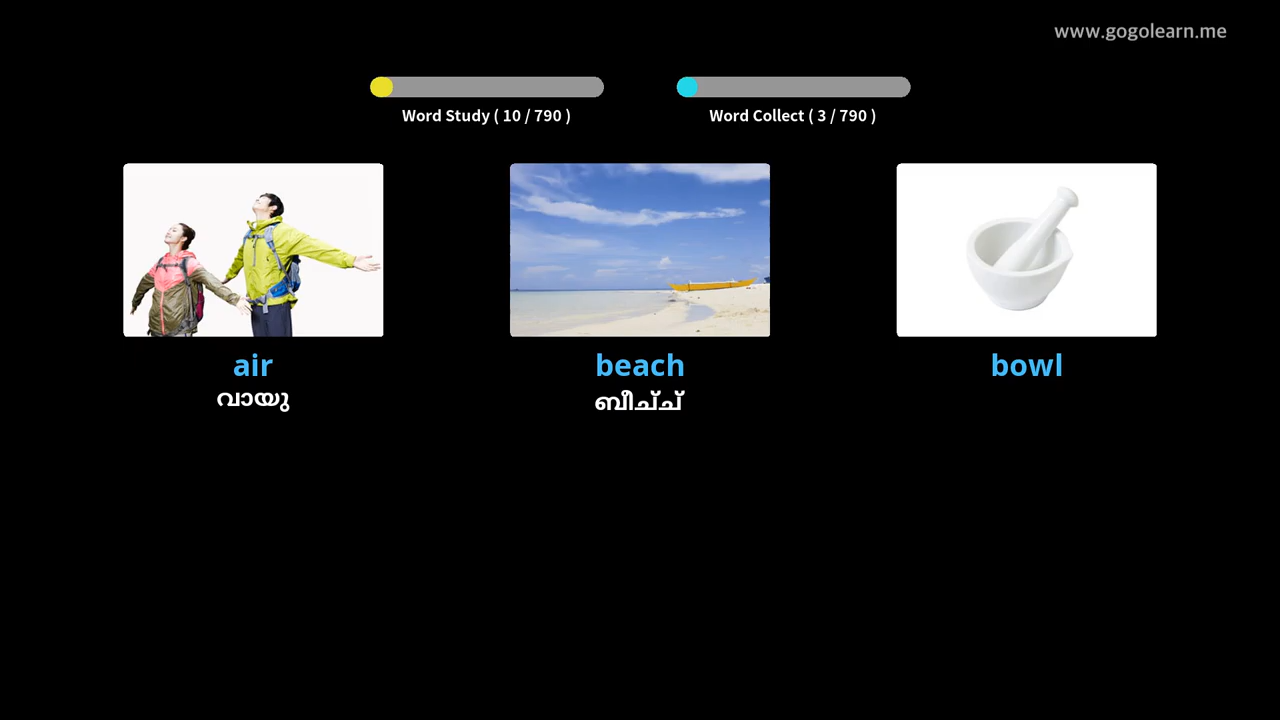 www.gogolearn.me
Word Study ( 10 / 790 )
Word Collect ( 3 / 790 )
air
beach
bowl
വായു
ബീച്ച്